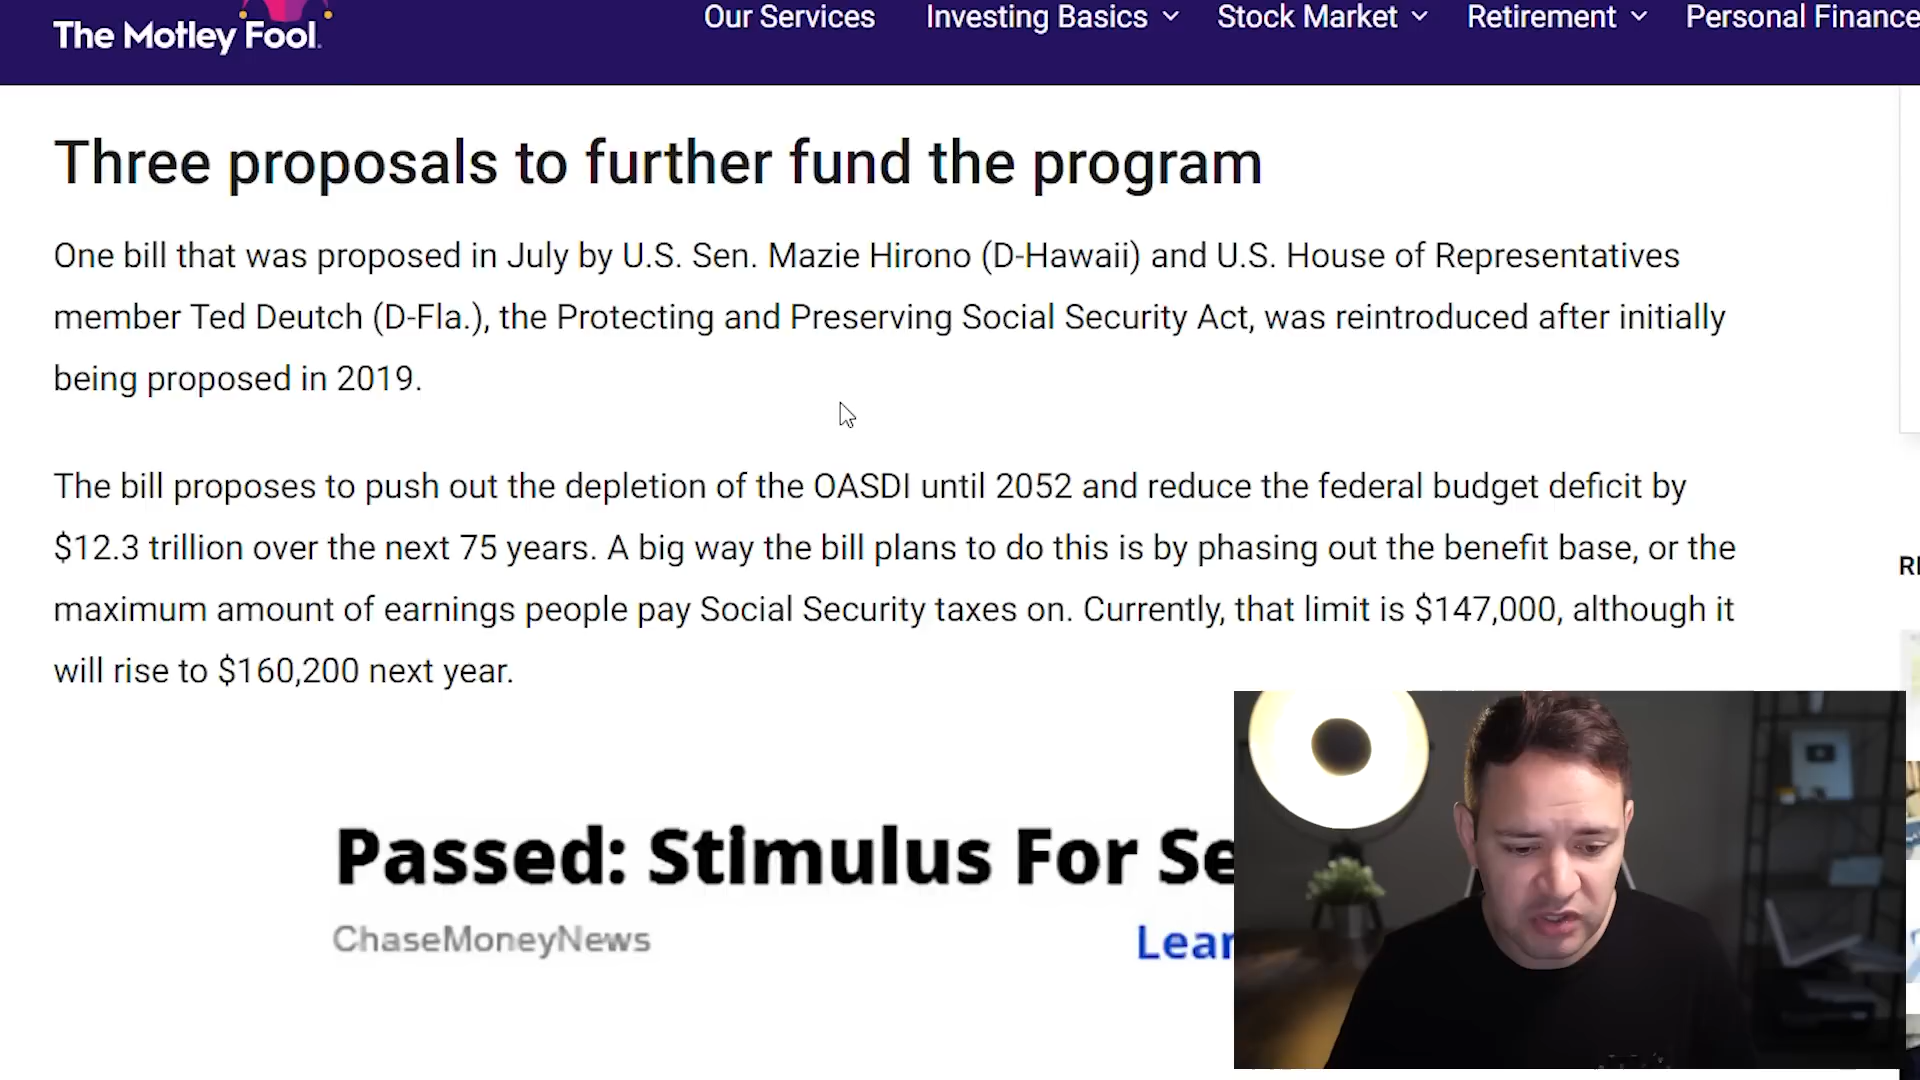 The Motley Fool.
Our Services
Investing Basics
Stock Market
Retirement
Personal Finance
Three proposals to further fund the program
One bill that was proposed in July by U.S. Sen. Mazie Hirono (D-Hawaii) and U.S. House of Representatives
member Ted Deutch (D-Fla.), the Protecting and Preserving Social Security Act, was reintroduced after initially
being proposed in 2019.
The bill proposes to push out the depletion of the OASDI until 2052 and reduce the federal budget deficit by
$12.3 trillion over the next 75 years. A big way the bill plans to do this is by phasing out the benefit base, or the
maximum amount of earnings people pay Social Security taxes on. Currently, that limit is $147,000, although it
will rise to $160,200 next year.
Passed: Stimulus For Se
ChaseMoneyNews
Lear